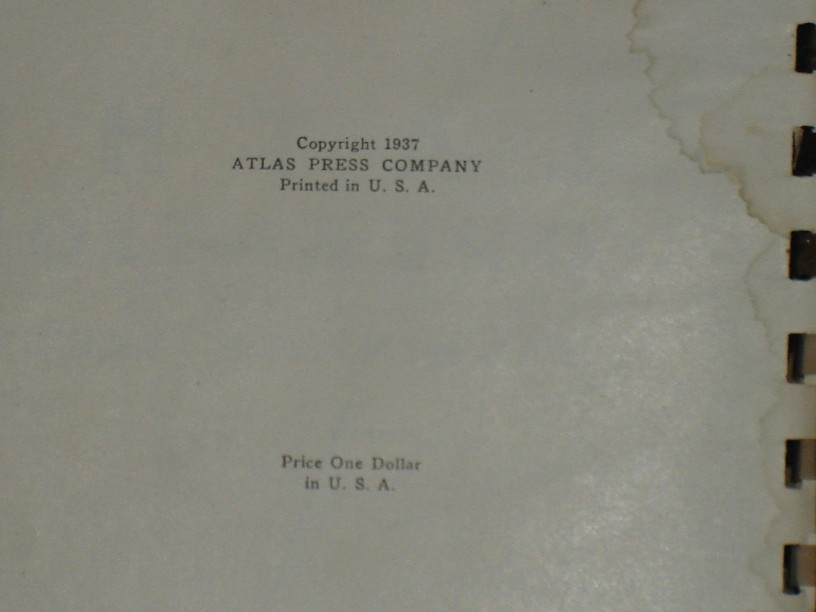 Copyright 1937
ATLAS PRESS COMPANY
Printed in U. S. A.
Price One Dollar
in U. S. A.